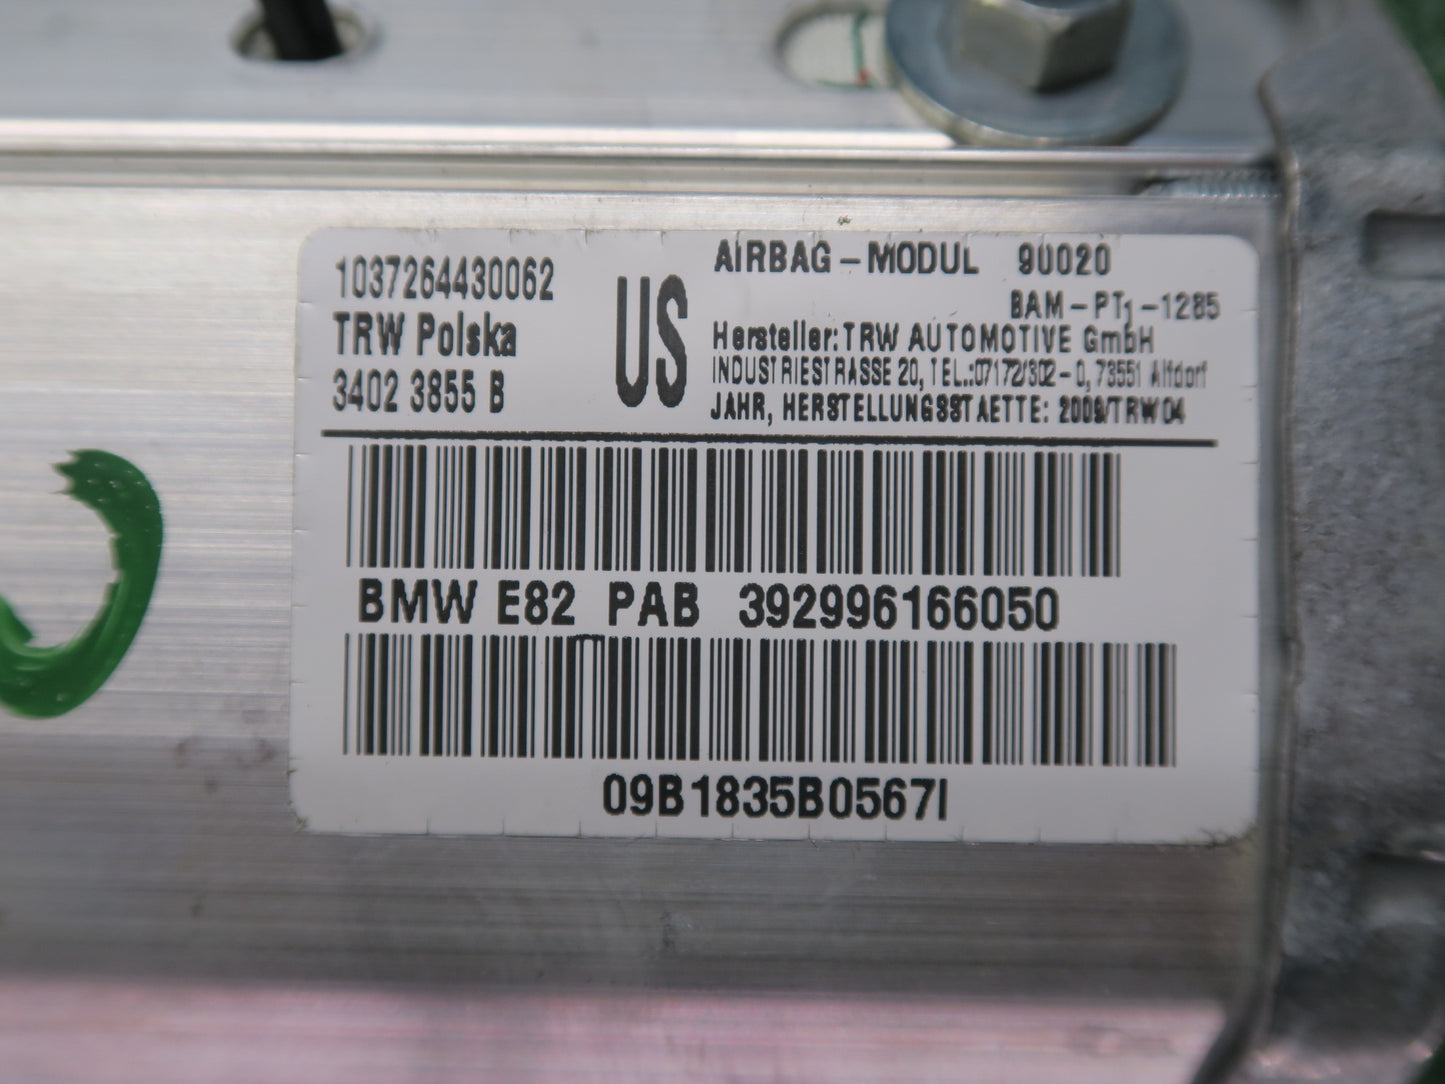 1037264430062
TRW Polska
3402 3855 B
US
AIRBAG-MODUL 90020
BAM-PT1-1285
Hersteller: TRW AUTOMOTIVE GmbH
INDUSTRIESTRASSE 20, TEL.:07172/302-0, 73551 Alfdorf
JAHR, HERSTELLUNGSSTAETTE: 2009/TRW04
BMW E82 PAB 392996166050
09B1835B0567I